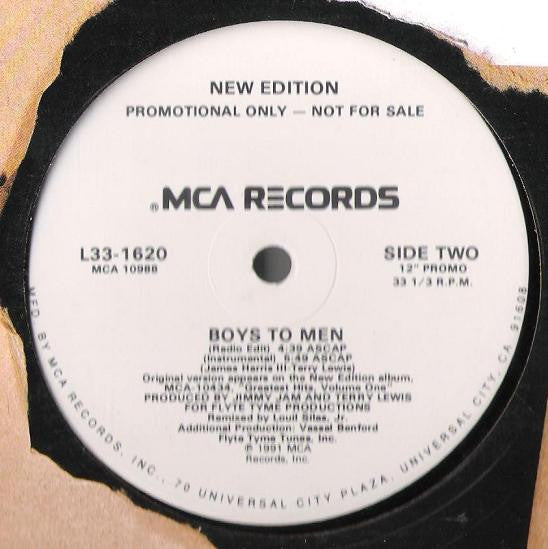 NEW EDITION
PROMOTIONAL ONLY — NOT FOR SALE
®MCA RECORDS
L33-1620
MCA 10988
SIDE TWO
12" PROMO
33 1/3 R.P.M.
BOYS TO MEN
(Radio Edit) 4:39 ASCAP
5:49 ASCAP
(James Harris III-Terry Lewis)
Original version appears on the New Edition album,
"Greatest Hits Volume One"
PRODUCED BY JIMMY JAM AND TERRY LEWIS
FOR FLYTE TYME PRODUCTIONS
Remixed by Louil Silas, Jr.
Additional Production: Vassal Benford
Flyte Tyme Tunes, Inc.
℗ 1991 MCA
Records, Inc.
MFD. BY MCA RECORDS, INC., 70 UNIVERSAL CITY PLAZA, UNIVERSAL CITY, CA 91608